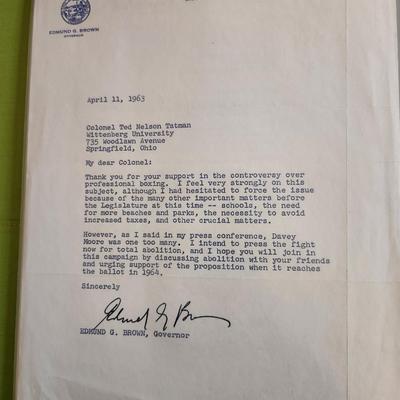 EDMUND G. BROWN
GOVERNOR
April 11, 1963
Colonel Ted Nelson Tatman
Wittenberg University
735 Woodlawn Avenue
Springfield, Ohio
My dear Colonel:
Thank you for your support in the controversy over
professional boxing. I feel very strongly on this
subject, although I had hesitated to force the issue
because of the many other important matters before
the Legislature at this time -- schools, the need
for more beaches and parks, the necessity to avoid
increased taxes, and other crucial matters.
However, as I said in my press conference, Davey
Moore was one too many. I intend to press the fight
now for total abolition, and I hope you will join in
this campaign by discussing abolition with your friends
and urging support of the proposition when it reaches
the ballot in 1964.
Sincerely
Edmund G Brown
EDMUND G. BROWN, Governor